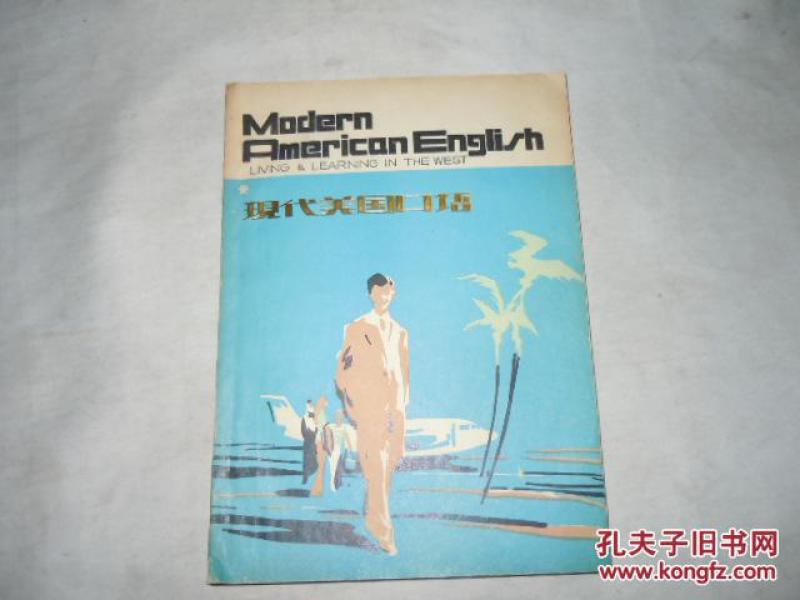 Modern
American English
LIVING & LEARNING IN THE WEST
現代美国口语
孔夫子旧书网
www.kongfz.com